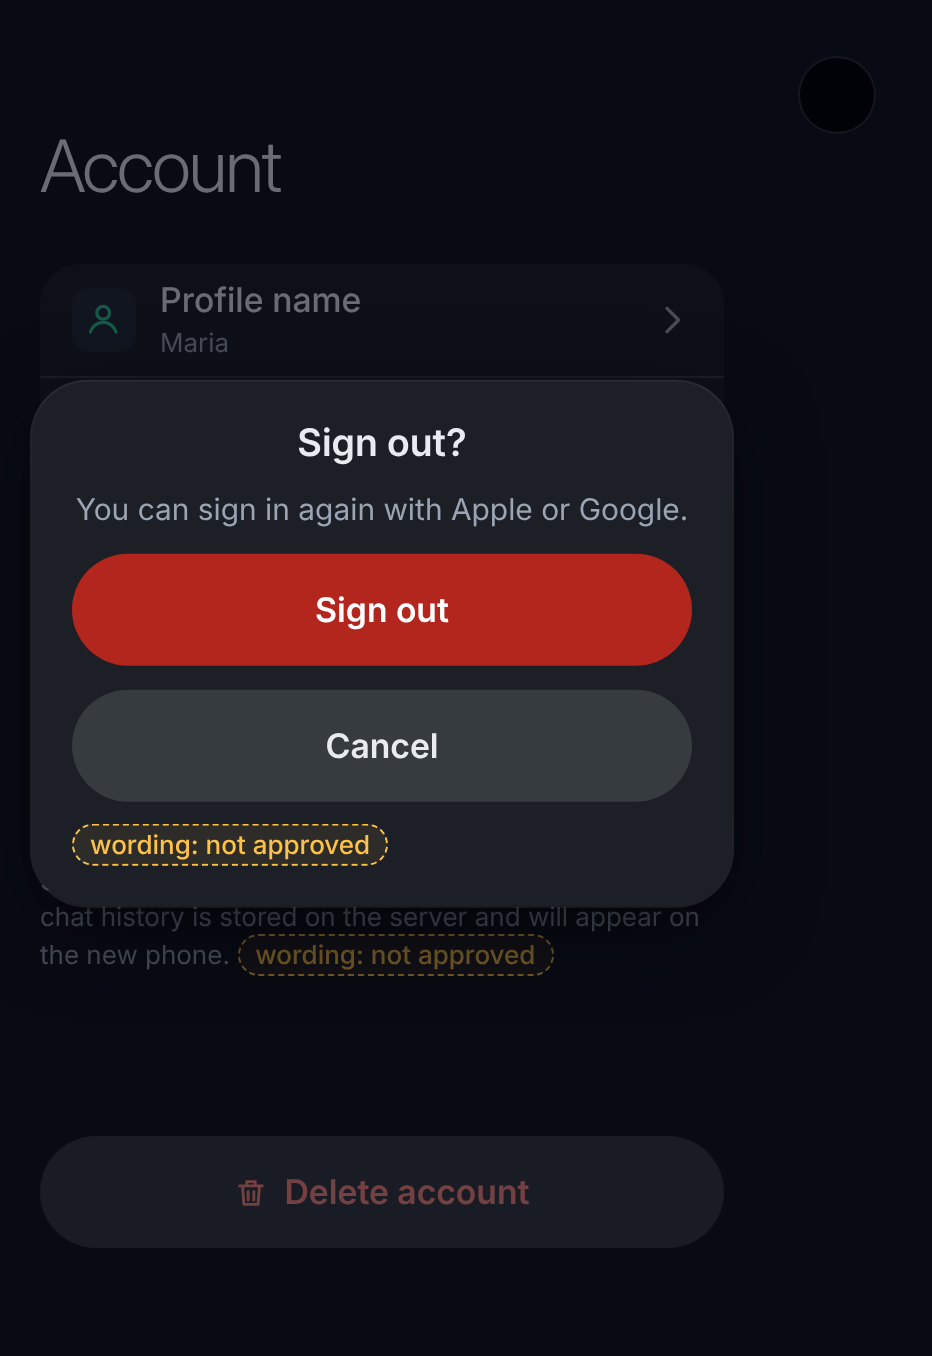 Account
Profile name
Maria
Sign out?
You can sign in again with Apple or Google.
Sign out
Cancel
wording: not approved
chat history is stored on the server and will appear on
the new phone. wording: not approved
Delete account